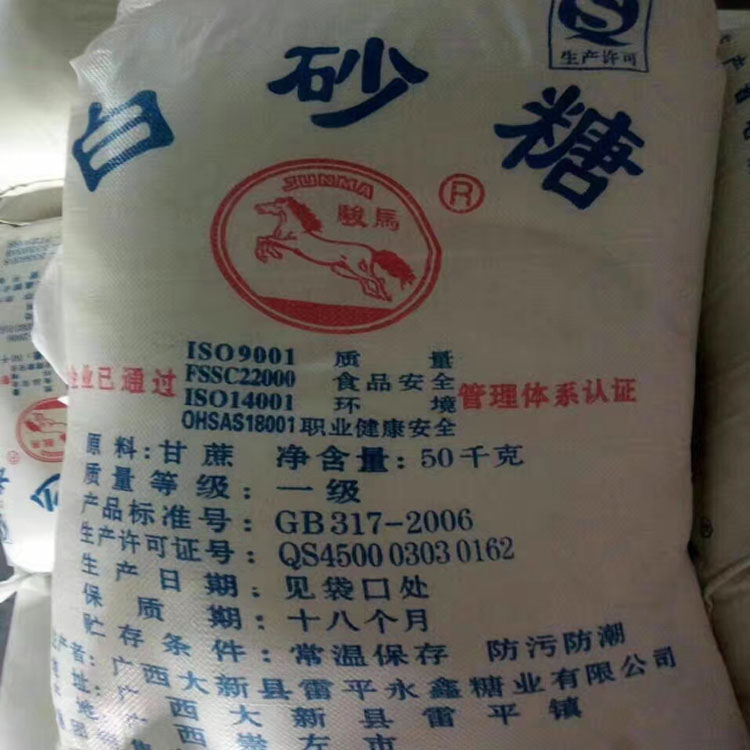 生产许可
白砂糖
JUNMA
駿馬
®
企业已通过
ISO9001 质量
FSSC22000 食品安全
ISO14001 环境
OHSAS18001 职业健康安全
管理体系认证
原料:甘蔗 净含量:50千克
质量等级:一级
产品标准号:GB317-2006
生产许可证号:QS4500 0303 0162
生产日期:见袋口处
保质期:十八个月
贮存条件:常温保存 防污防潮
生产者:广西大新县雷平永鑫糖业有限公司
地址:广西大新县雷平镇